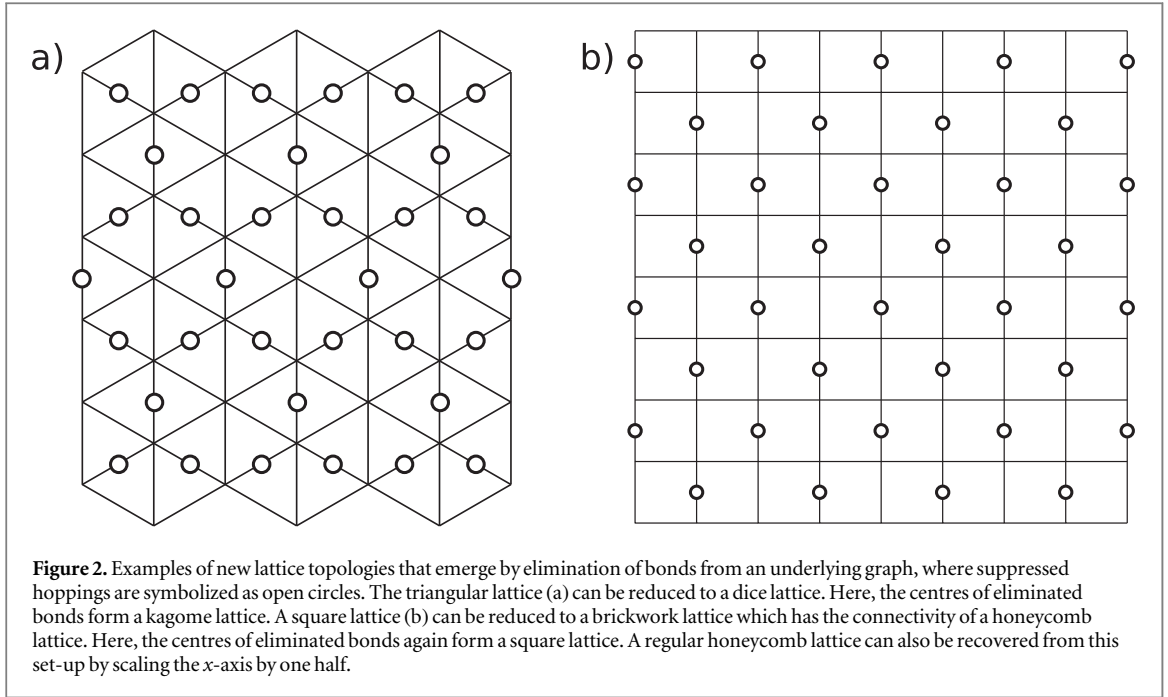 a)
b)
Figure 2. Examples of new lattice topologies that emerge by elimination of bonds from an underlying graph, where suppressed
hoppings are symbolized as open circles. The triangular lattice (a) can be reduced to a dice lattice. Here, the centres of eliminated
bonds form a kagome lattice. A square lattice (b) can be reduced to a brickwork lattice which has the connectivity of a honeycomb
lattice. Here, the centres of eliminated bonds again form a square lattice. A regular honeycomb lattice can also be recovered from this
set-up by scaling the x-axis by one half.